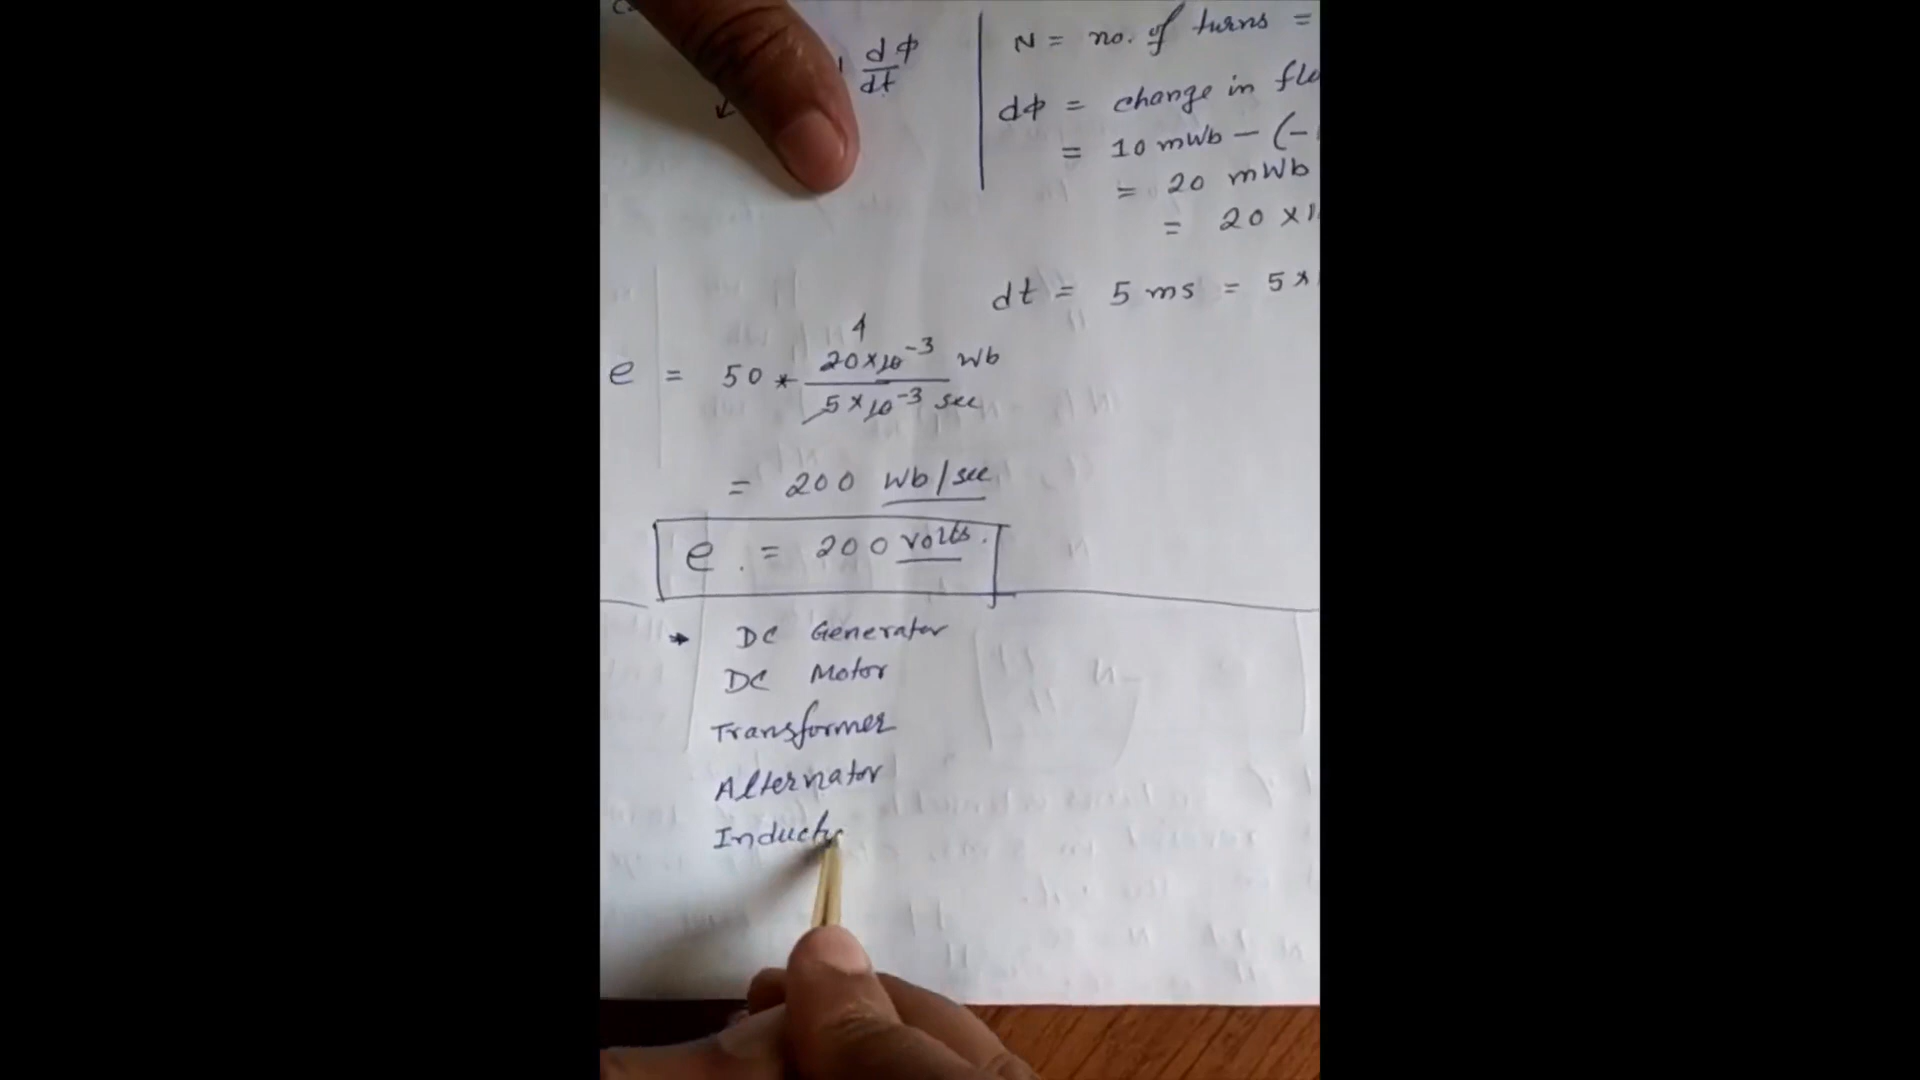 dφ
dt
N = no. of turns =
dφ = change in flu
= 10 mWb - (-
= 20 mWb
= 20 ×1
dt = 5 ms = 5 ×
4
e = 50 * 20×10⁻³ Wb
5×10⁻³ sec
= 200 Wb/sec
e = 200 volts.
DC Generator
DC Motor
Transformer
Alternator
Induct